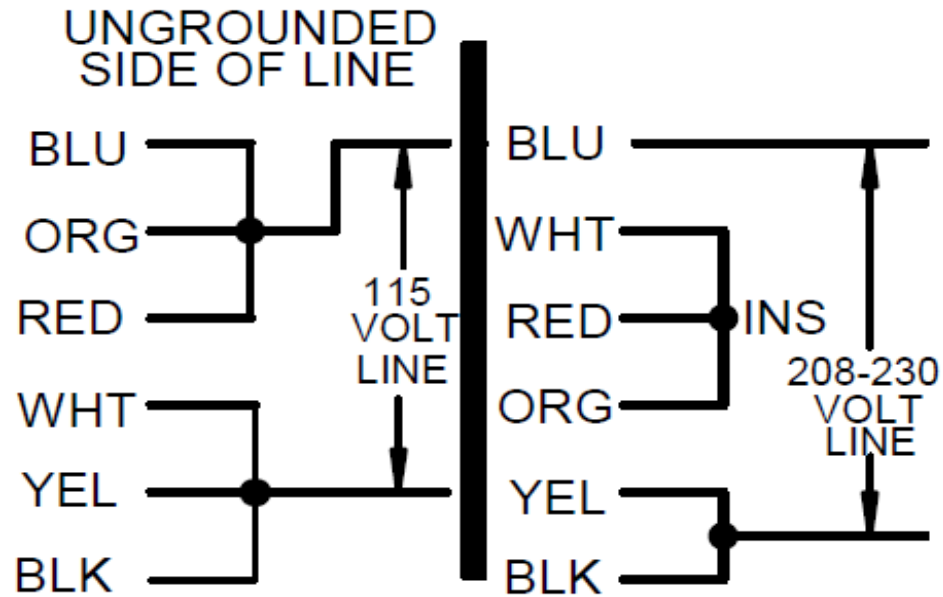 UNGROUNDED
SIDE OF LINE
BLU
ORG
RED
115
VOLT
LINE
WHT
YEL
BLK
BLU
WHT
RED
INS
ORG
208-230
VOLT
LINE
YEL
BLK